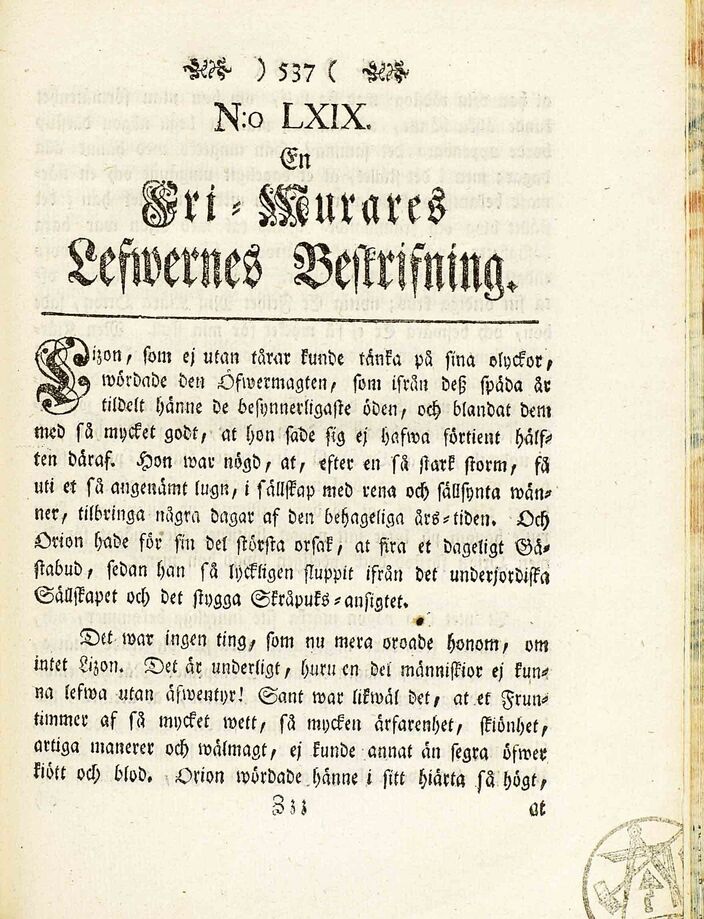 ) 537 (
N:o LXIX.
En
Fri-Murares
Lefwernes Beskrifning.
Lizon, som ej utan tårar kunde tänka på sina olyckor,
wördade den Öfwermagten, som ifrån deß späda år
tildelt hänne de besynnerligaste öden, och blandat dem
med så mycket godt, at hon sade sig ej hafwa förtient hälf-
ten däraf. Hon war nögd, at, efter en så stark storm, få
uti et så angenämt lugn, i sällskap med rena och sällsynta wän-
ner, tilbringa några dagar af den behageliga års-tiden. Och
Orion hade för sin del största orsak, at fira et dageligt Gä-
stabud, sedan han så lyckligen sluppit ifrån det underjordiska
Sällskapet och det stygga Skråpuks-ansigtet.
Det war ingen ting, som nu mera oroade honom, om
intet Lizon. Det är underligt, huru en del människior ej kun-
na lefwa utan äfwentyr! Sant war likwäl det, at et Frun-
timmer af så mycket wett, så mycken ärfarenhet, skiönhet,
artiga manerer och wälmagt, ej kunde annat än segra öfwer
kiött och blod. Orion wördade hänne i sitt hiärta så högt,
Zzz at